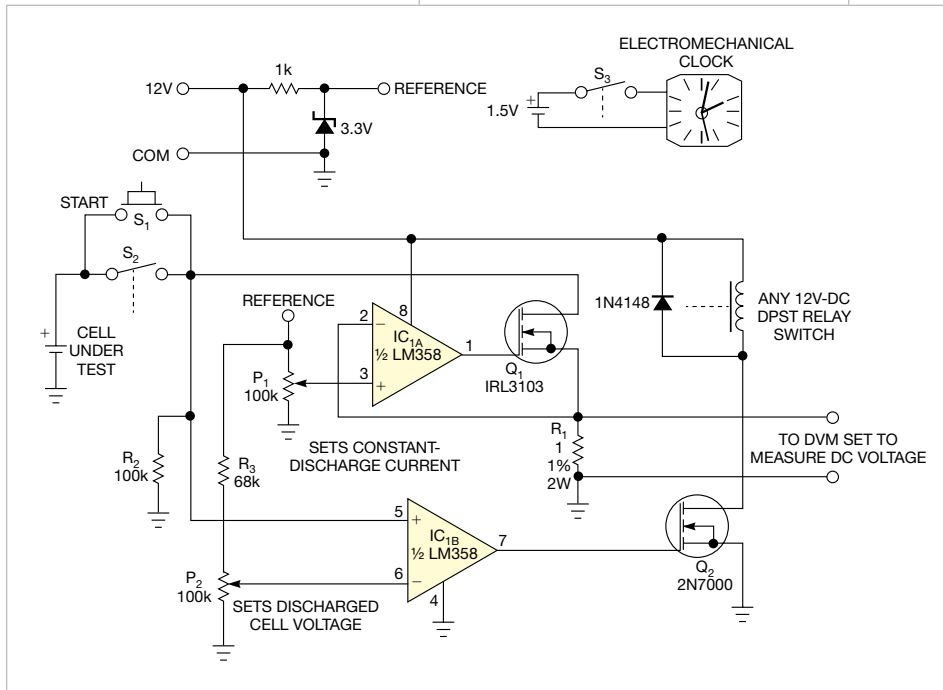 ELECTROMECHANICAL
CLOCK
1k
12V
REFERENCE
S3
1.5V
+
3.3V
COM
START
S1
S2
+
CELL
UNDER
TEST
REFERENCE
1N4148
ANY 12V-DC
DPST RELAY
SWITCH
2
−
8
IC1A
½ LM358
1
3
+
Q1
IRL3103
P1
100k
SETS CONSTANT-
DISCHARGE CURRENT
R1
1
1%
2W
TO DVM SET TO
MEASURE DC VOLTAGE
R2
100k
R3
68k
5
+
IC1B
½ LM358
7
6
−
4
Q2
2N7000
P2
100k
SETS DISCHARGED
CELL VOLTAGE